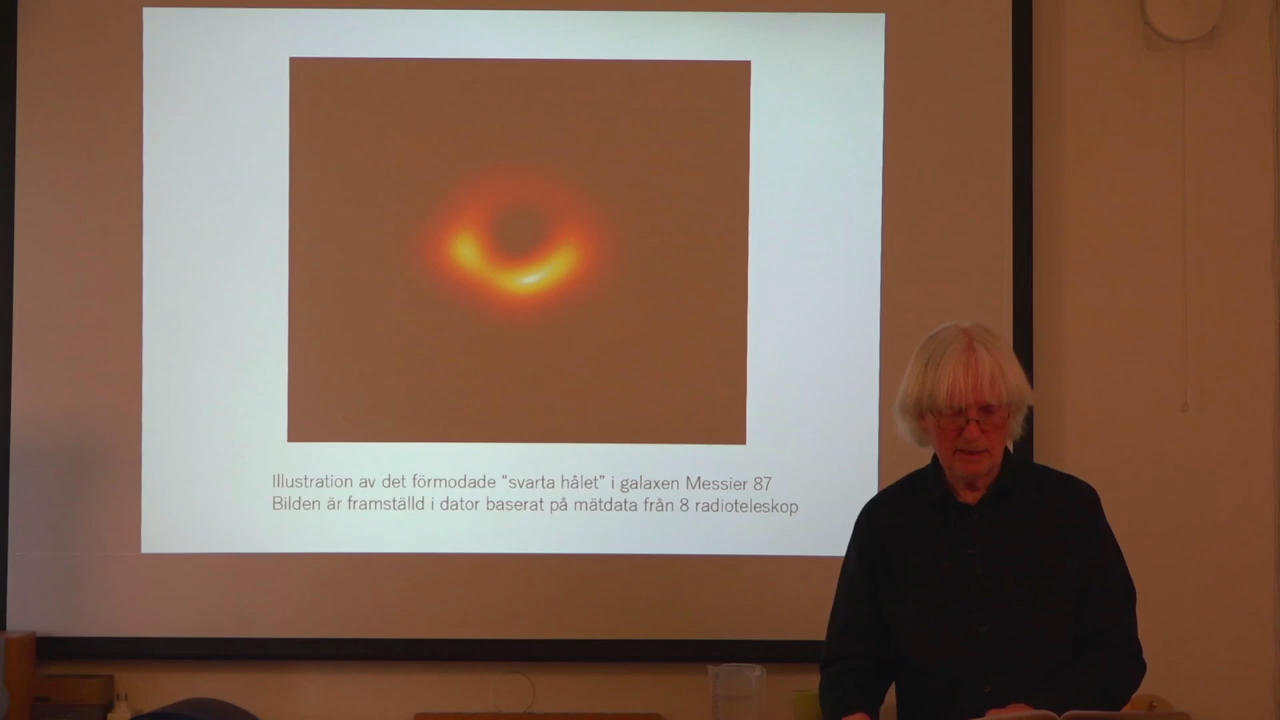 Illustration av det förmodade "svarta hålet" i galaxen Messier 87
Bilden är framställd i dator baserat på mätdata från 8 radioteleskop